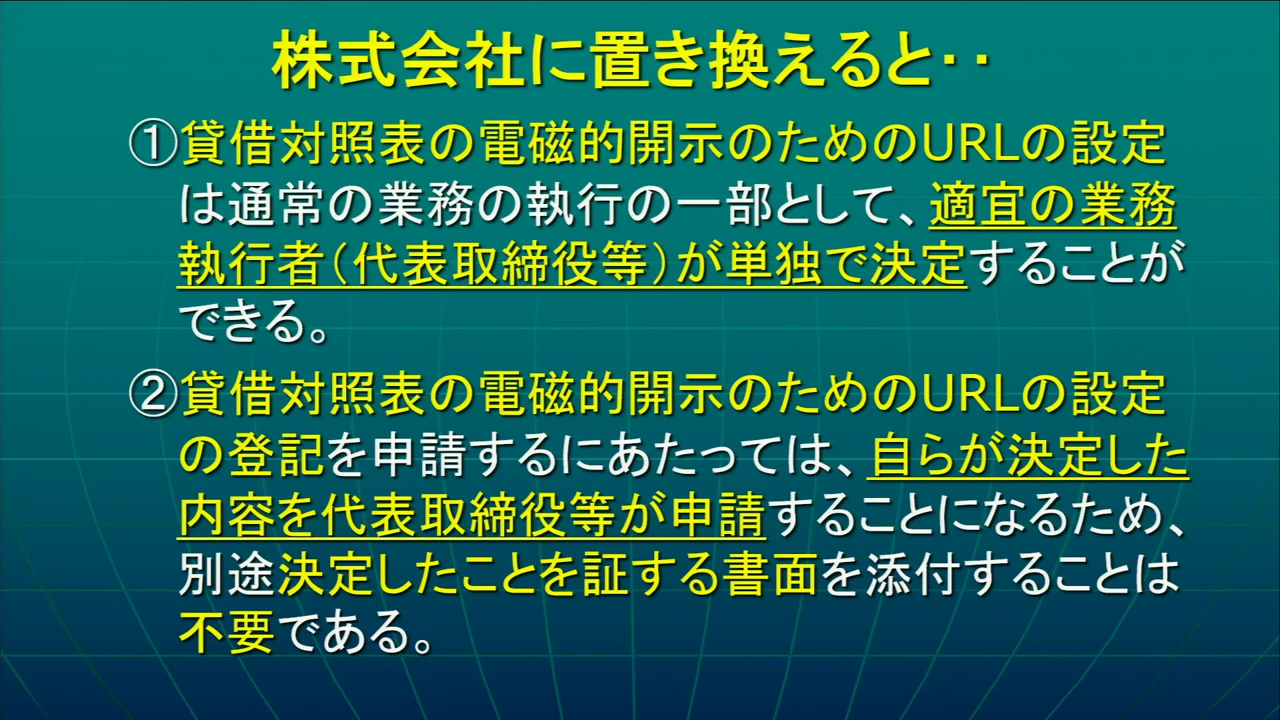 株式会社に置き換えると・・
①貸借対照表の電磁的開示のためのURLの設定
は通常の業務の執行の一部として、適宜の業務
執行者（代表取締役等）が単独で決定することが
できる。
②貸借対照表の電磁的開示のためのURLの設定
の登記を申請するにあたっては、自らが決定した
内容を代表取締役等が申請することになるため、
別途決定したことを証する書面を添付することは
不要である。